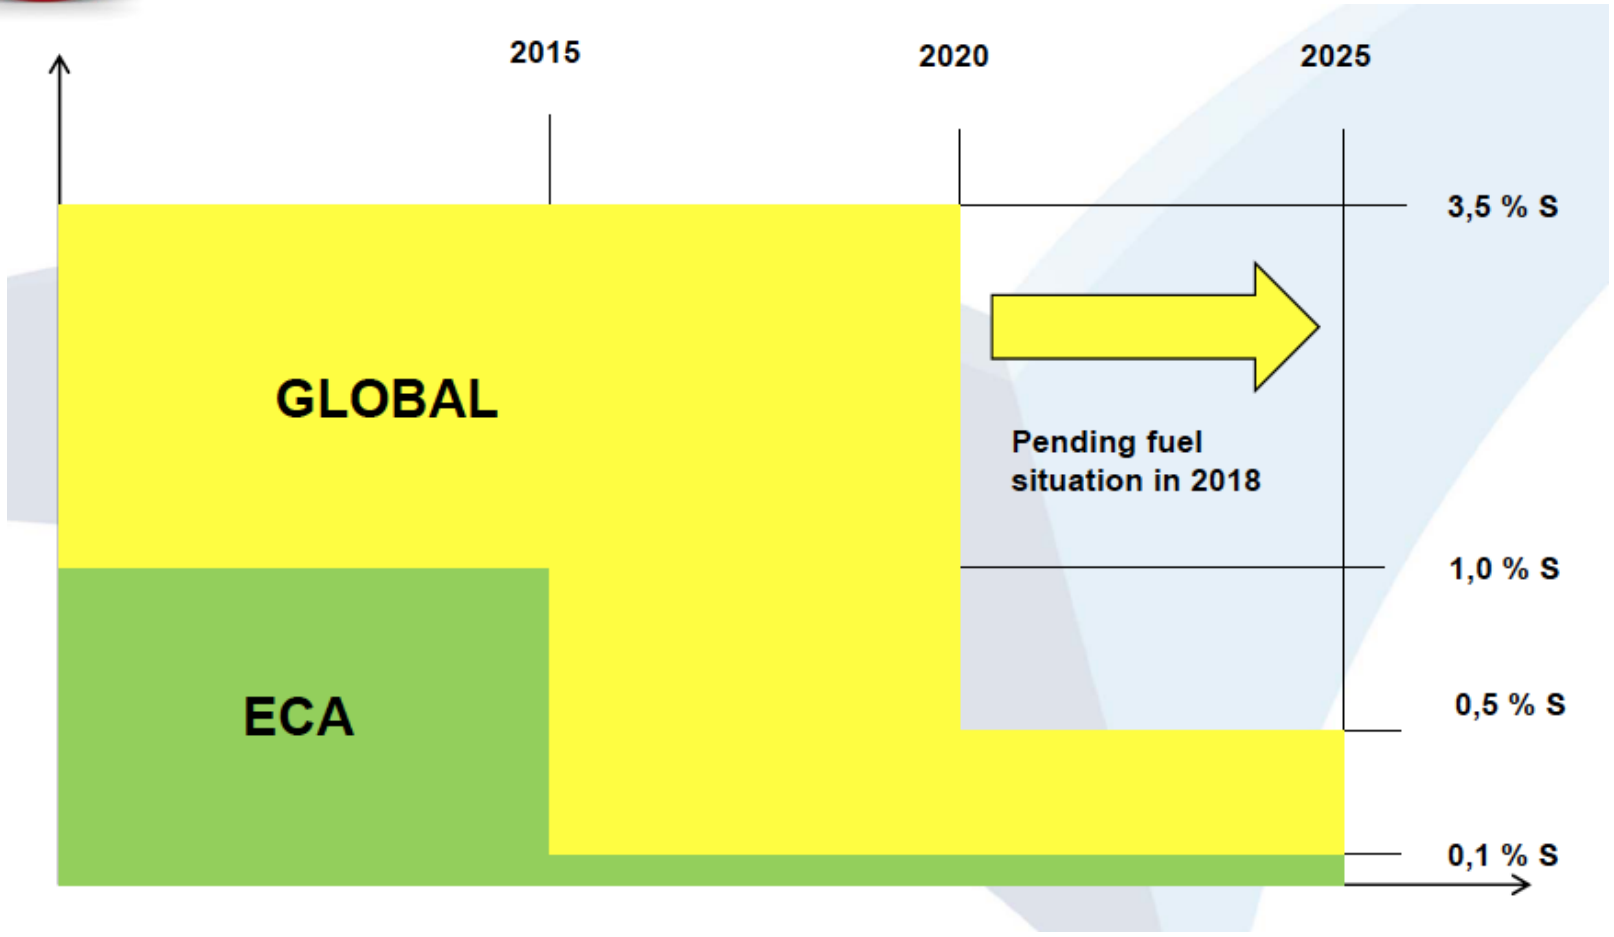 2015
2020
2025
3,5 % S
GLOBAL
Pending fuel
situation in 2018
1,0 % S
ECA
0,5 % S
0,1 % S